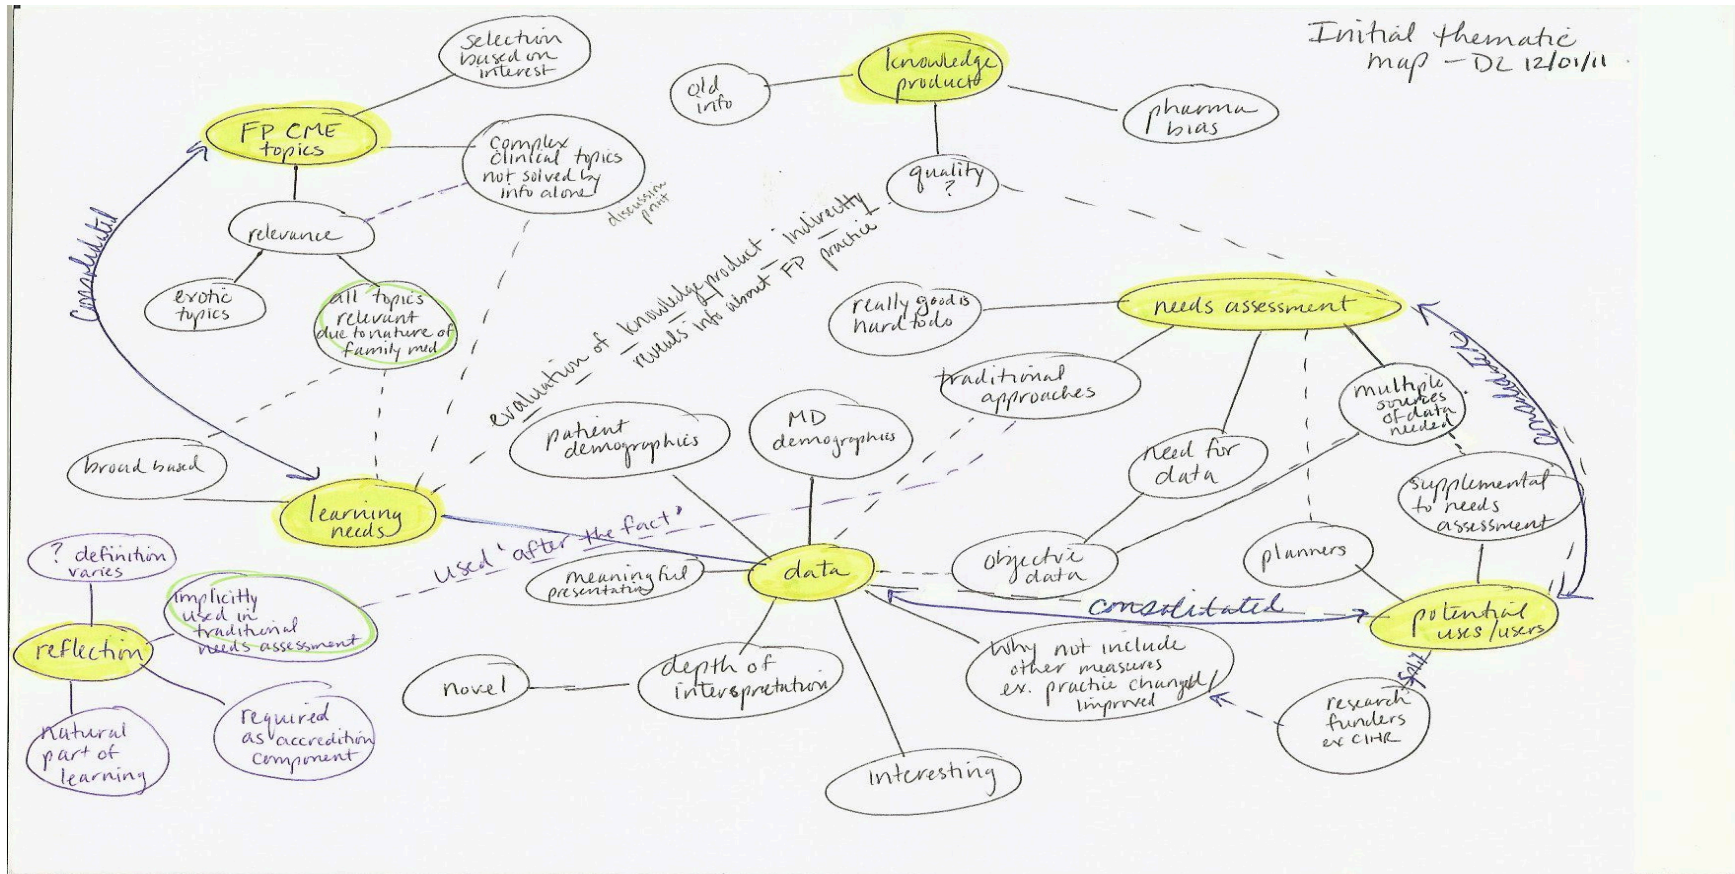 Initial thematic
map - DL 12/01/11
selection
based on
interest
FP CME
topics
complex
clinical topics
not solved by
info alone
discussion
point
relevance
exotic
topics
all topics
relevant
due to nature of
family med
Consolidated
broad based
learning
needs
knowledge
product
old
info
pharma
bias
quality
?
evaluation of knowledge product indirectly
reveals info about FP practice
needs assessment
really good is
hard to do
traditional
approaches
need for
data
multiple
sources
of data
needed
consolidated
supplemental
to needs
assessment
planners
objective
data
potential
uses/users
split
research
funders
ex CIHR
consolidated
patient
demographics
MD
demographics
data
meaningful
presentation
used 'after the fact'
depth of
interspretation
novel
interesting
why not include
other measures
ex. practice changed/
improved
? definition
varies
implicitly
used in
traditional
needs assessment
reflection
natural
part of
learning
required
as accredition
component